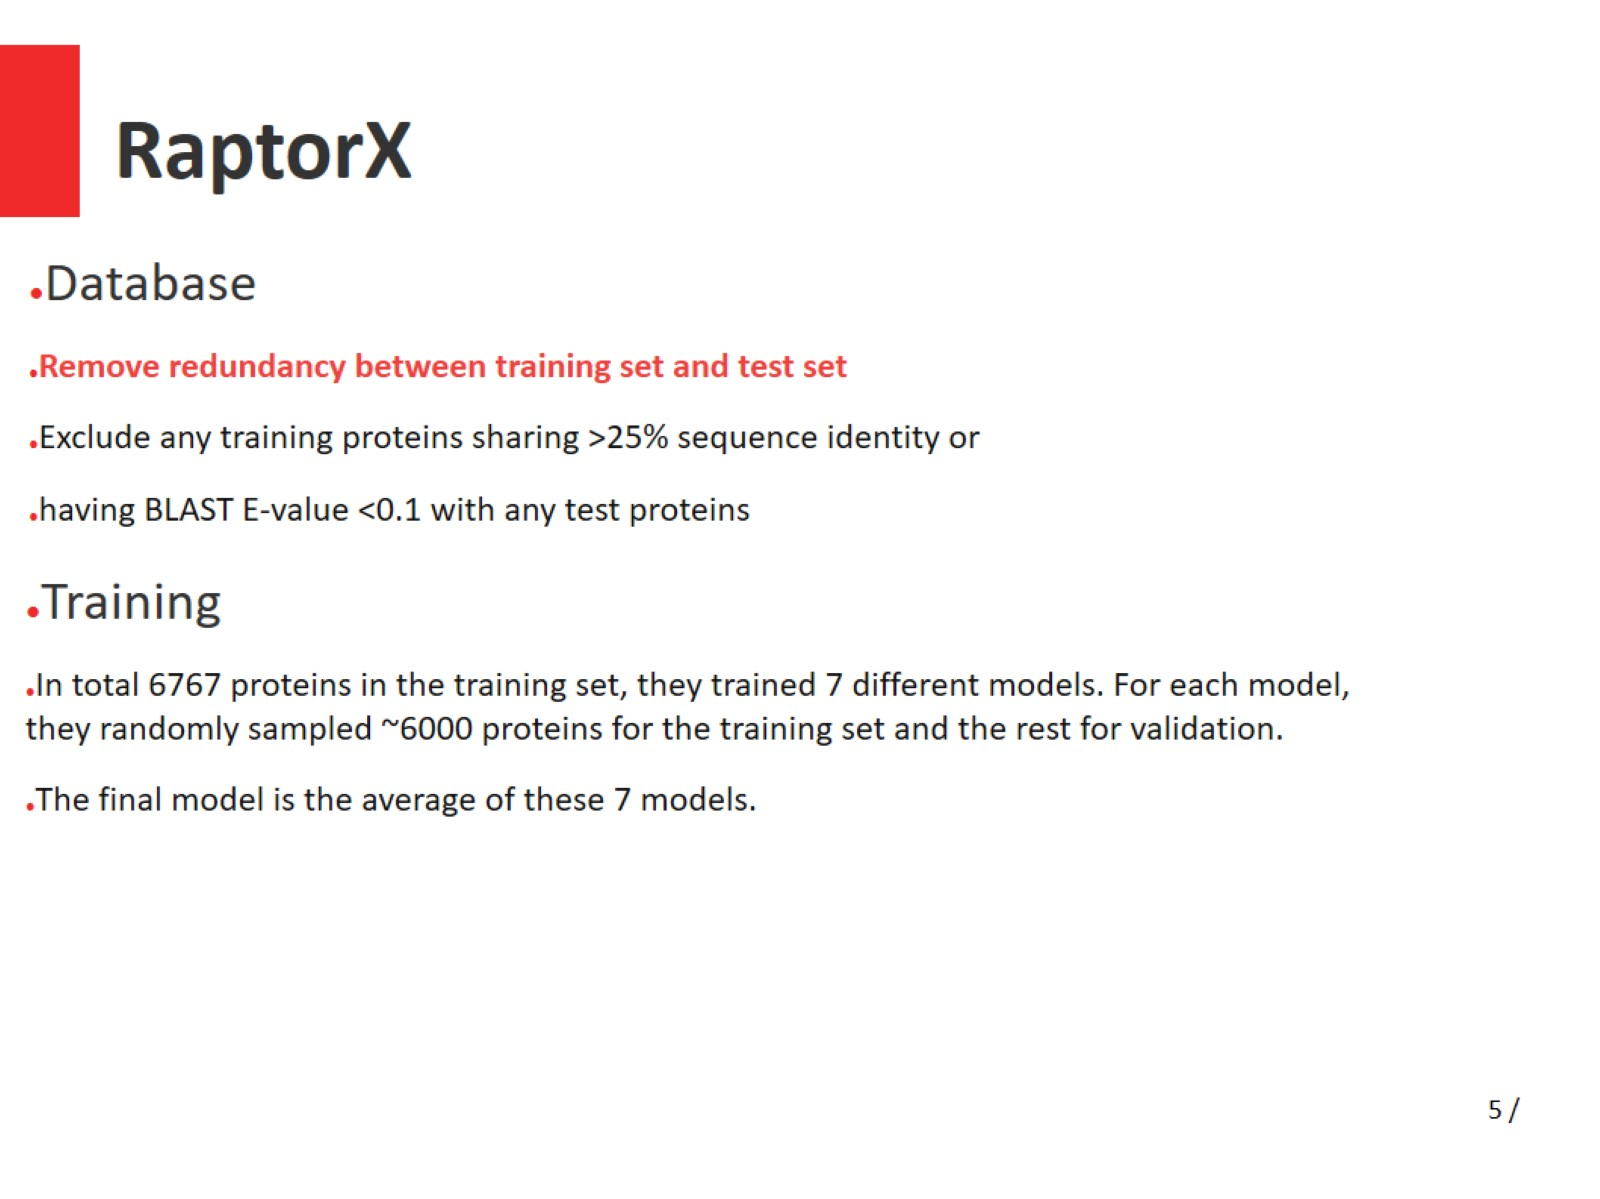 RaptorX
.Database
.Remove redundancy between training set and test set
.Exclude any training proteins sharing >25% sequence identity or
.having BLAST E-value <0.1 with any test proteins
.Training
.In total 6767 proteins in the training set, they trained 7 different models. For each model,
they randomly sampled ~6000 proteins for the training set and the rest for validation.
.The final model is the average of these 7 models.
5 /